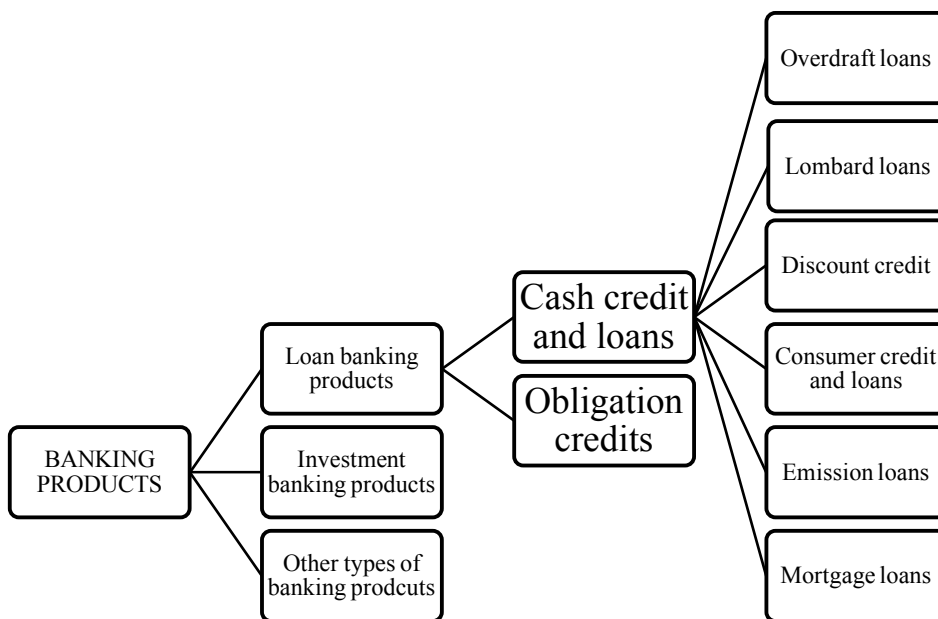 BANKING
PRODUCTS
Loan banking
products
Investment
banking products
Other types of
banking prodcuts
Cash credit
and loans
Obligation
credits
Overdraft loans
Lombard loans
Discount credit
Consumer credit
and loans
Emission loans
Mortgage loans